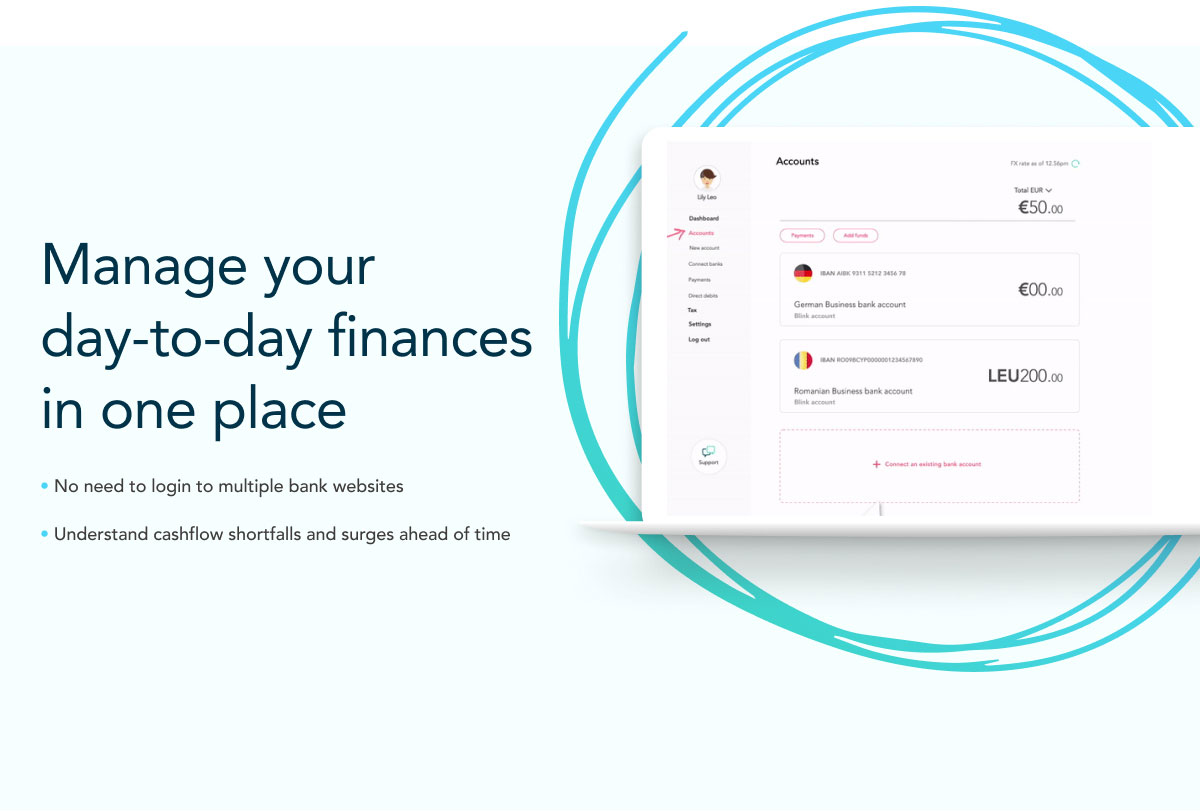 Manage your
day-to-day finances
in one place
• No need to login to multiple bank websites
• Understand cashflow shortfalls and surges ahead of time
Lily Leo
Dashboard
Accounts
New account
Connect banks
Payments
Direct debits
Tax
Settings
Log out
Support
Accounts
FX rate as of 12.56pm
Total EUR
€50.00
Payments
Add funds
IBAN AIBK 9311 5212 3456 78
€00.00
German Business bank account
Blink account
IBAN RO09BCYP0000001234567890
LEU200.00
Romanian Business bank account
Blink account
+ Connect an existing bank account